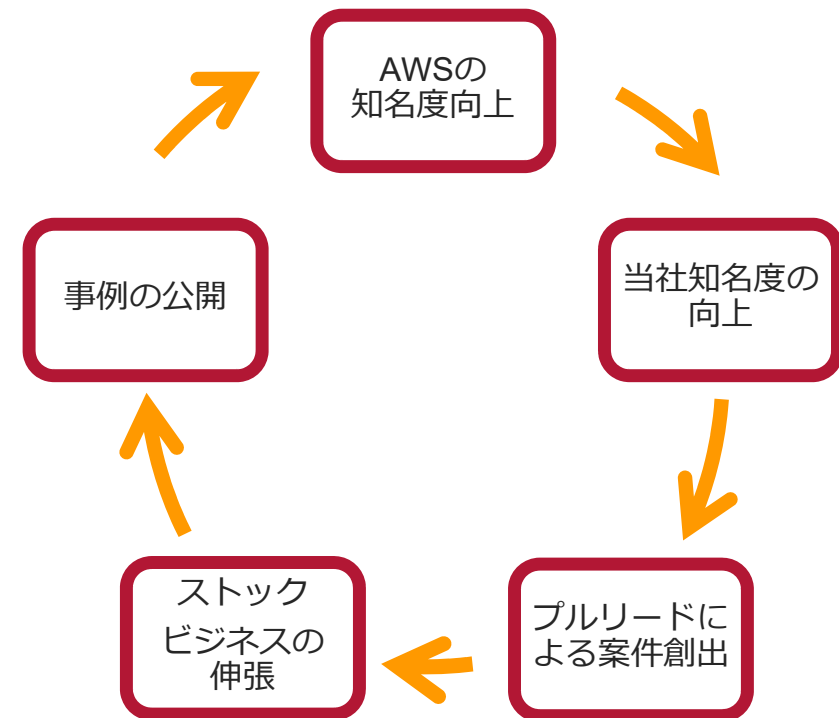 AWSの
知名度向上
当社知名度の
向上
プルリードに
よる案件創出
ストック
ビジネスの
伸張
事例の公開